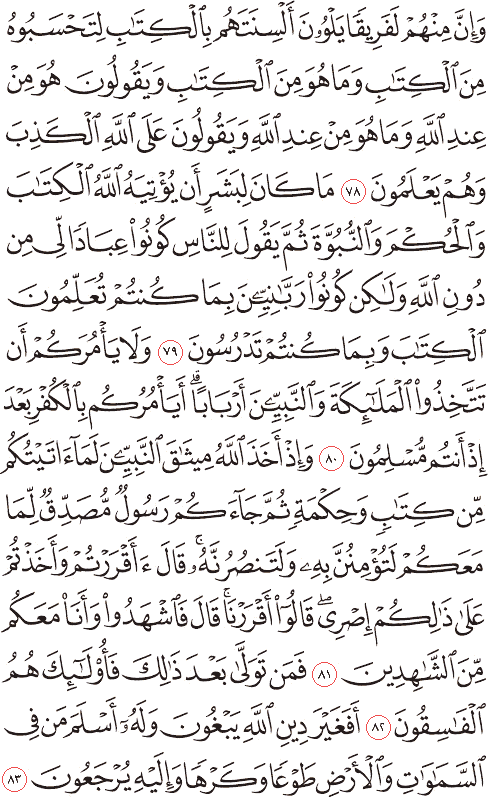 وَإِنَّ مِنْهُمْ لَفَرِيقًا يَلْوُۥنَ أَلْسِنَتَهُم بِٱلْكِتَٰبِ لِتَحْسَبُوهُ
مِنَ ٱلْكِتَٰبِ وَمَا هُوَ مِنَ ٱلْكِتَٰبِ وَيَقُولُونَ هُوَ مِنْ
عِندِ ٱللَّهِ وَمَا هُوَ مِنْ عِندِ ٱللَّهِ وَيَقُولُونَ عَلَى ٱللَّهِ ٱلْكَذِبَ
وَهُمْ يَعْلَمُونَ ٧٨ مَا كَانَ لِبَشَرٍ أَن يُؤْتِيَهُ ٱللَّهُ ٱلْكِتَٰبَ
وَٱلْحُكْمَ وَٱلنُّبُوَّةَ ثُمَّ يَقُولَ لِلنَّاسِ كُونُوا۟ عِبَادًا لِّى مِن
دُونِ ٱللَّهِ وَلَٰكِن كُونُوا۟ رَبَّٰنِيِّۦنَ بِمَا كُنتُمْ تُعَلِّمُونَ
ٱلْكِتَٰبَ وَبِمَا كُنتُمْ تَدْرُسُونَ ٧٩ وَلَا يَأْمُرَكُمْ أَن
تَتَّخِذُوا۟ ٱلْمَلَٰٓئِكَةَ وَٱلنَّبِيِّۦنَ أَرْبَابًا ۗ أَيَأْمُرُكُم بِٱلْكُفْرِ بَعْدَ
إِذْ أَنتُم مُّسْلِمُونَ ٨٠ وَإِذْ أَخَذَ ٱللَّهُ مِيثَٰقَ ٱلنَّبِيِّۦنَ لَمَآ ءَاتَيْتُكُم
مِّن كِتَٰبٍ وَحِكْمَةٍ ثُمَّ جَآءَكُمْ رَسُولٌ مُّصَدِّقٌ لِّمَا
مَعَكُمْ لَتُؤْمِنُنَّ بِهِۦ وَلَتَنصُرُنَّهُۥ ۚ قَالَ ءَأَقْرَرْتُمْ وَأَخَذْتُمْ
عَلَىٰ ذَٰلِكُمْ إِصْرِى ۖ قَالُوٓا۟ أَقْرَرْنَا ۚ قَالَ فَٱشْهَدُوا۟ وَأَنَا۠ مَعَكُم
مِّنَ ٱلشَّٰهِدِينَ ٨١ فَمَن تَوَلَّىٰ بَعْدَ ذَٰلِكَ فَأُو۟لَٰٓئِكَ هُمُ
ٱلْفَٰسِقُونَ ٨٢ أَفَغَيْرَ دِينِ ٱللَّهِ يَبْغُونَ وَلَهُۥٓ أَسْلَمَ مَن فِى
ٱلسَّمَٰوَٰتِ وَٱلْأَرْضِ طَوْعًا وَكَرْهًا وَإِلَيْهِ يُرْجَعُونَ ٨٣